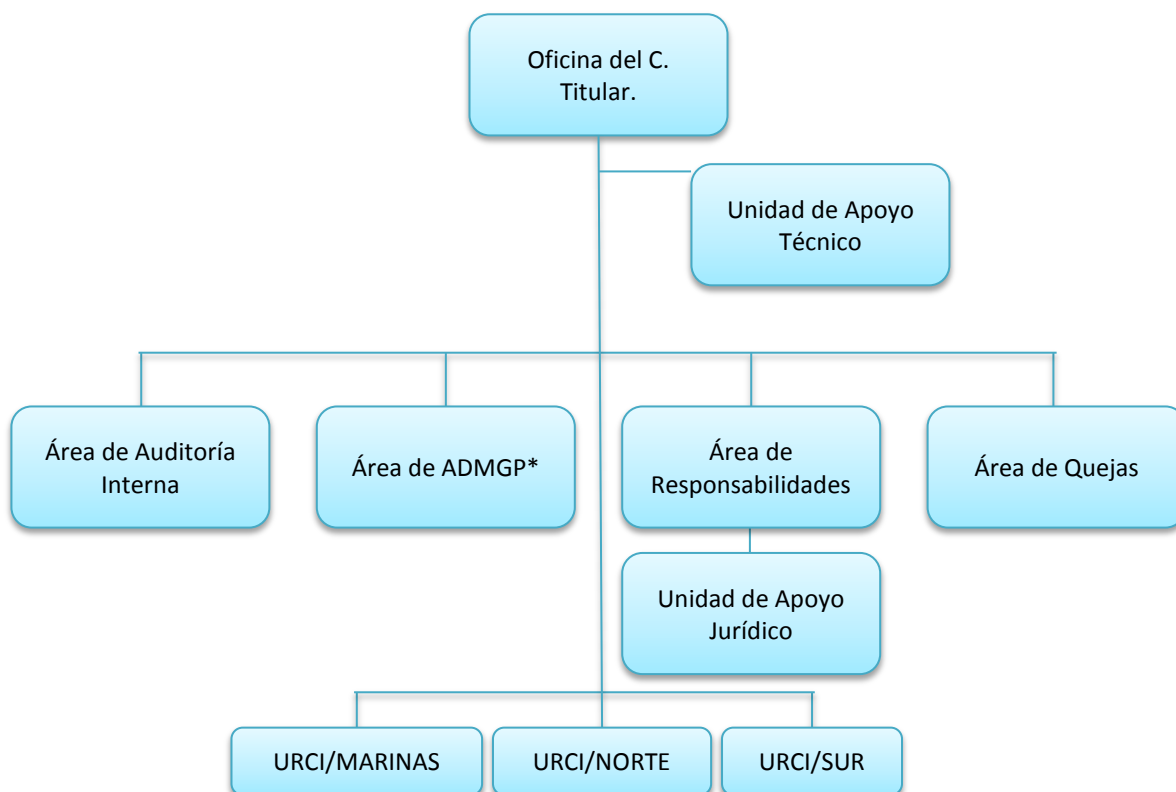 Oficina del C.
Titular.
Unidad de Apoyo
Técnico
Área de Auditoría
Interna
Área de ADMGP*
Área de
Responsabilidades
Área de Quejas
Unidad de Apoyo
Jurídico
URCI/MARINAS
URCI/NORTE
URCI/SUR